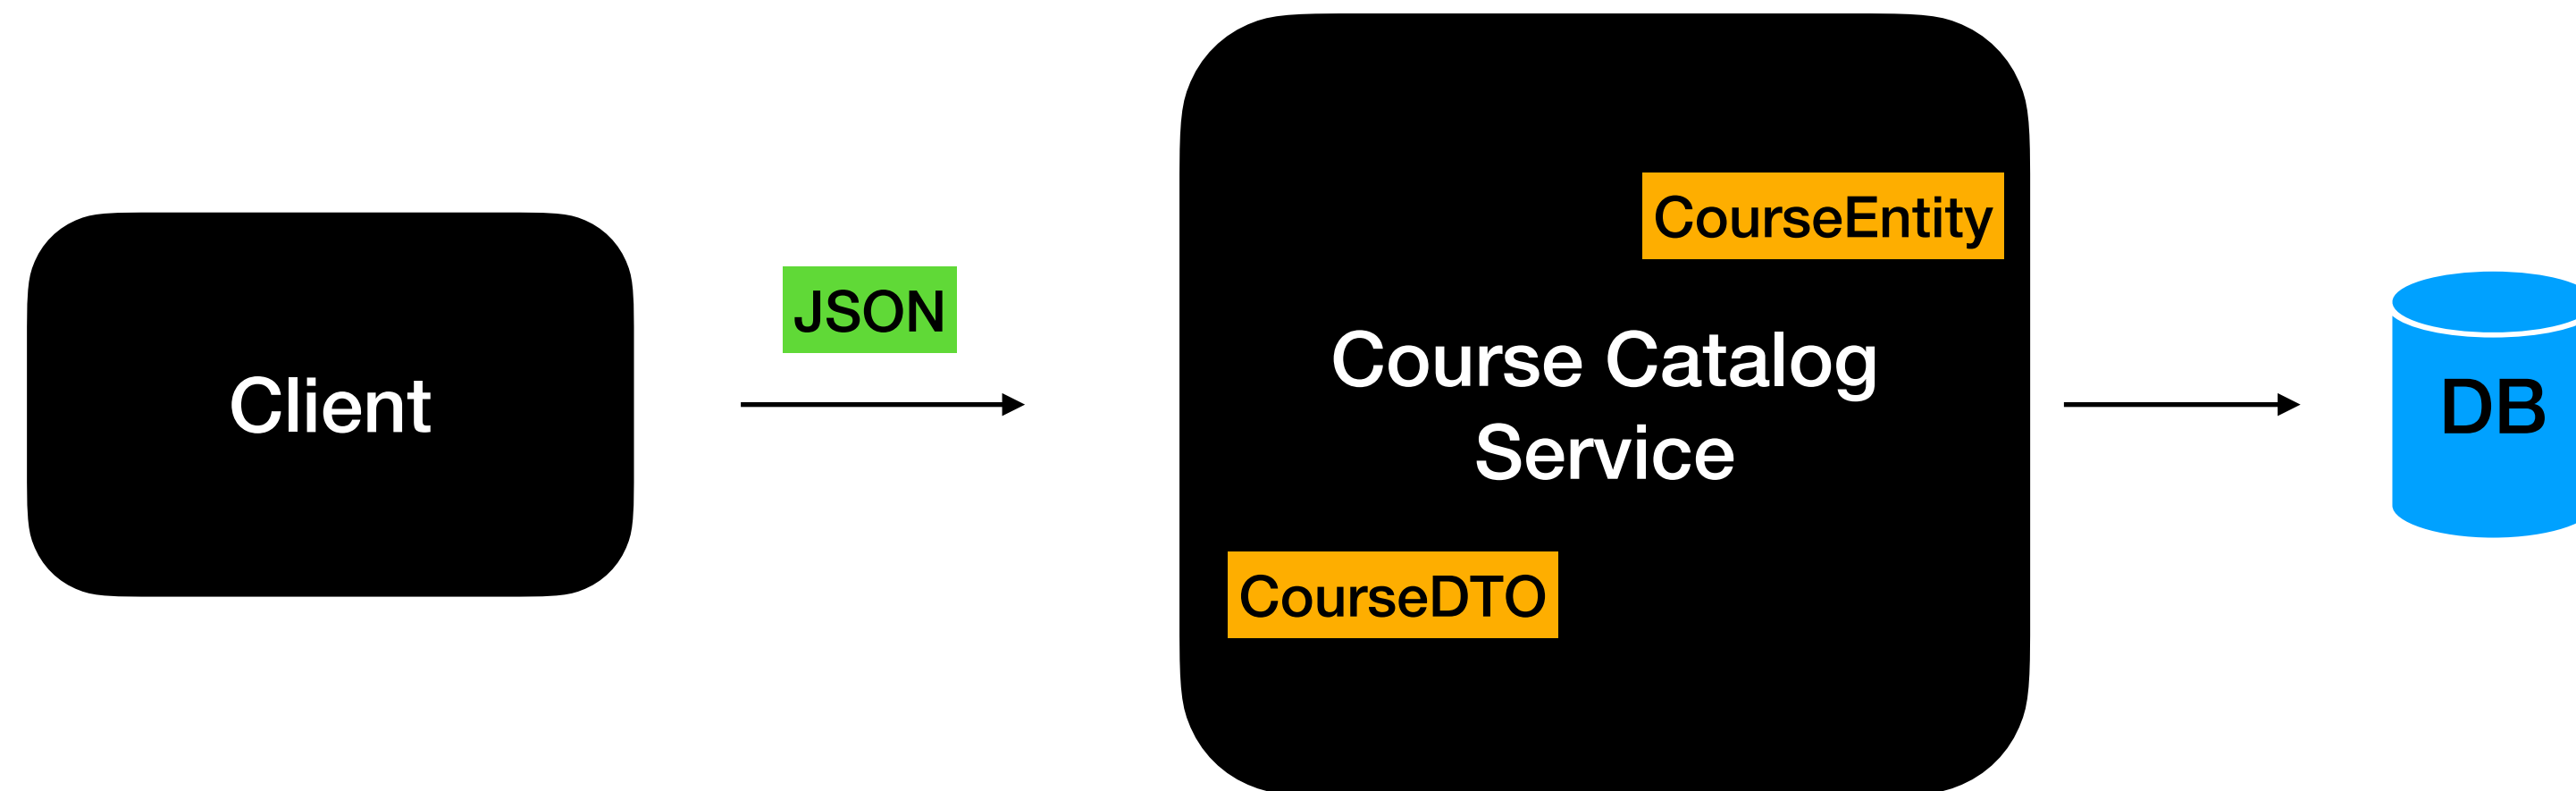 Client
JSON
CourseEntity
Course Catalog
Service
CourseDTO
DB